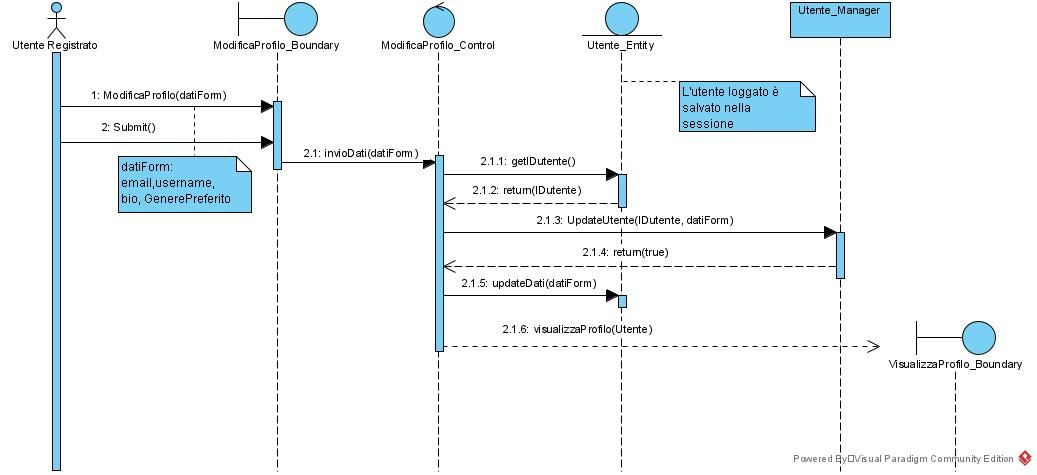 Utente Registrato
ModificaProfilo_Boundary
ModificaProfilo_Control
Utente_Entity
Utente_Manager
L'utente loggato è
salvato nella
sessione
1: ModificaProfilo(datiForm)
2: Submit()
datiForm:
email,username,
bio, GenerePreferito
2.1: invioDati(datiForm)
2.1.1: getIDutente()
2.1.2: return(IDutente)
2.1.3: UpdateUtente(IDutente, datiForm)
2.1.4: return(true)
2.1.5: updateDati(datiForm)
2.1.6: visualizzaProfilo(Utente)
VisualizzaProfilo_Boundary
Powered By Visual Paradigm Community Edition